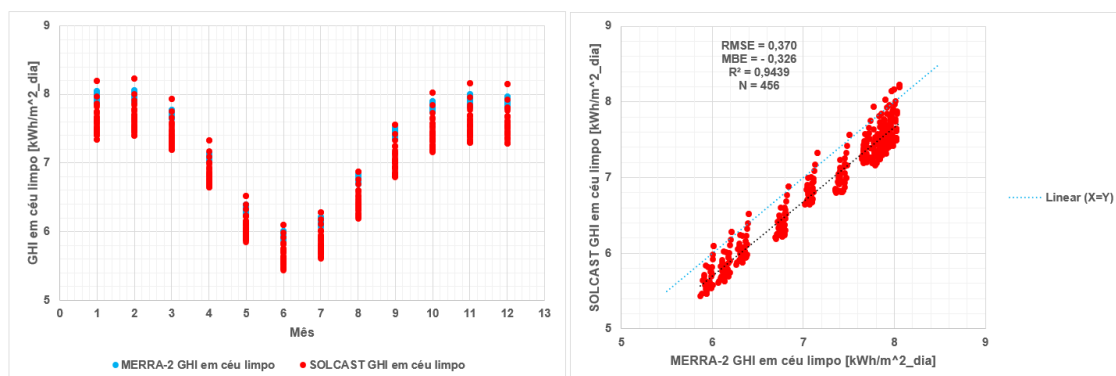 9
8
7
6
5
GHI em céu limpo [kWh/m^2_dia]
0 1 2 3 4 5 6 7 8 9 10 11 12 13
Mês
MERRA-2 GHI em céu limpo SOLCAST GHI em céu limpo
9
8
7
6
5
SOLCAST GHI em céu limpo [kWh/m^2_dia]
RMSE = 0,370
MBE = - 0,326
R² = 0,9439
N = 456
5 6 7 8 9
MERRA-2 GHI em céu limpo [kWh/m^2_dia]
Linear (X=Y)